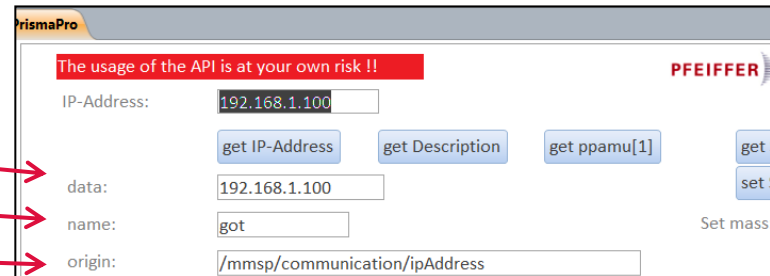 PrismaPro
The usage of the API is at your own risk !!
PFEIFFER
IP-Address:
192.168.1.100
get IP-Address
get Description
get ppamu[1]
get
data:
192.168.1.100
set
name:
got
Set mass
origin:
/mmsp/communication/ipAddress